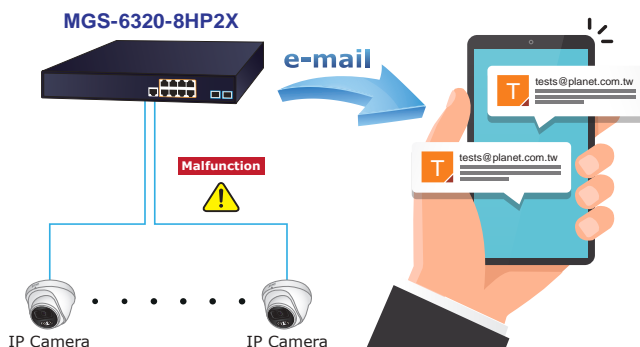 MGS-6320-8HP2X
e-mail
T
tests@planet.com.tw
T
tests@planet.com.tw
Malfunction
!
IP Camera
IP Camera